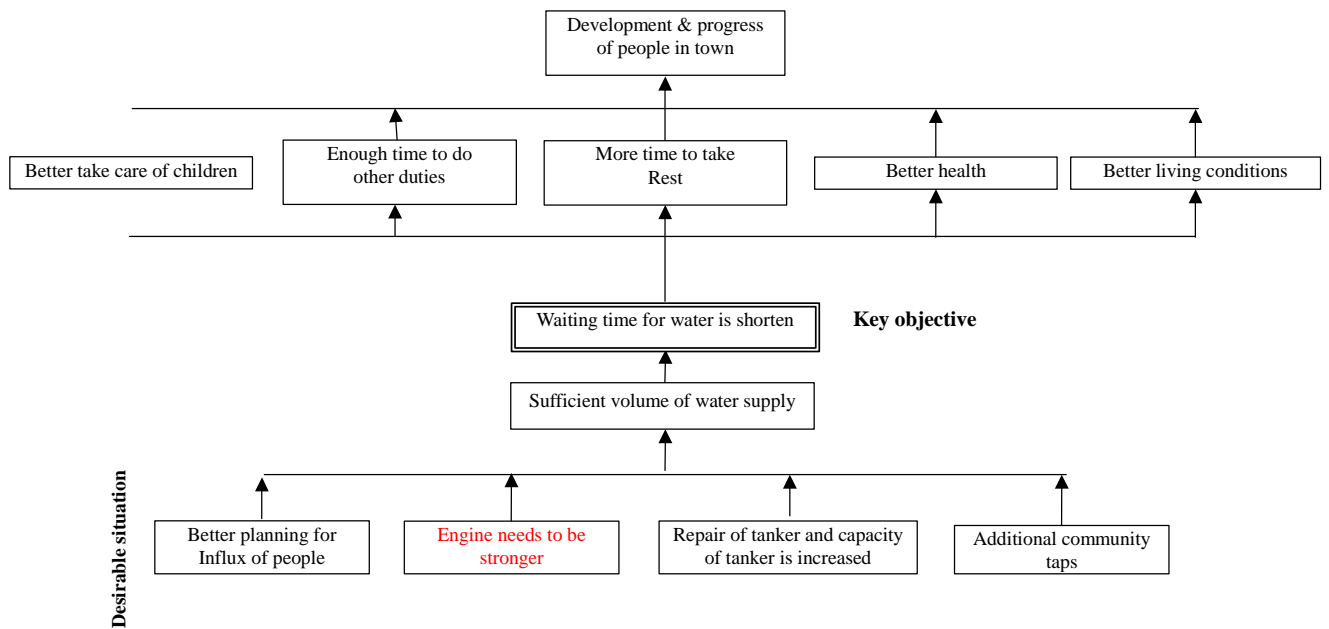 Development & progress
of people in town
Better take care of children
Enough time to do
other duties
More time to take
Rest
Better health
Better living conditions
Waiting time for water is shorten
Key objective
Sufficient volume of water supply
Desirable situation
Better planning for
Influx of people
Engine needs to be
stronger
Repair of tanker and capacity
of tanker is increased
Additional community
taps